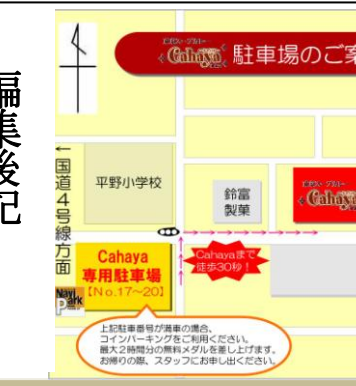 編集後記
Cahaya 駐車場のご案
←国道4号線方面
平野小学校
鈴富
製菓
Cahaya
Cahaya
専用駐車場
【No.17～20】
Cahayaまで
徒歩30秒！
Navi
Park
上記駐車番号が満車の場合、
コインパーキングをご利用ください。
最大2時間分の無料メダルを差し上げます。
お帰りの際、スタッフにお申し出ください。